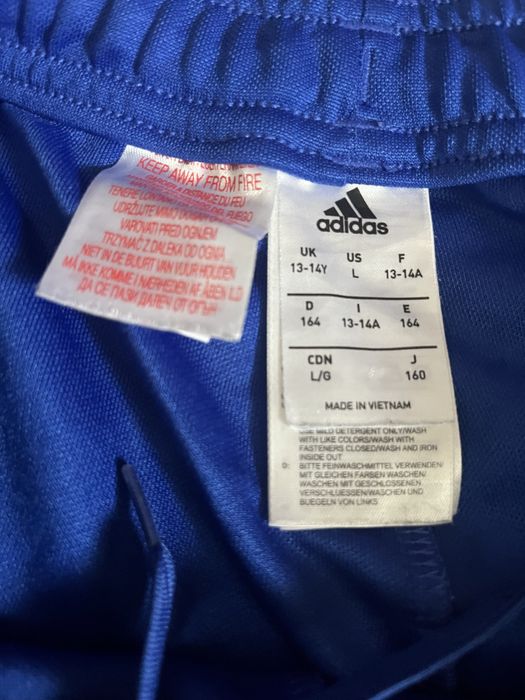 KEEP AWAY FROM FIRE
UDRŽUJTE MIMO DOSAH OHNĚ
VAROVATI PRED OGNJEM
TRZYMAĆ Z DALEKA OD OGNIA
NIET IN DE BUURT VAN VUUR HOUDEN
MÅ IKKE KOMME I NÆRHEDEN AF ÅBEN ILD
ДА СЕ ПАЗИ ДАЛЕЧ ОТ ОГЪН
adidas
UK US F
13-14Y L 13-14A
D I E
164 13-14A 164
CDN J
L/G 160
MADE IN VIETNAM
USE MILD DETERGENT ONLY/WASH
WITH LIKE COLORS/WASH WITH
FASTENERS CLOSED/WASH AND IRON
INSIDE OUT
D: BITTE FEINWASCHMITTEL VERWENDEN/
MIT GLEICHEN FARBEN WASCHEN/
WASCHEN MIT GESCHLOSSENEN
VERSCHLUESSEN/WASCHEN UND
BUEGELN VON LINKS